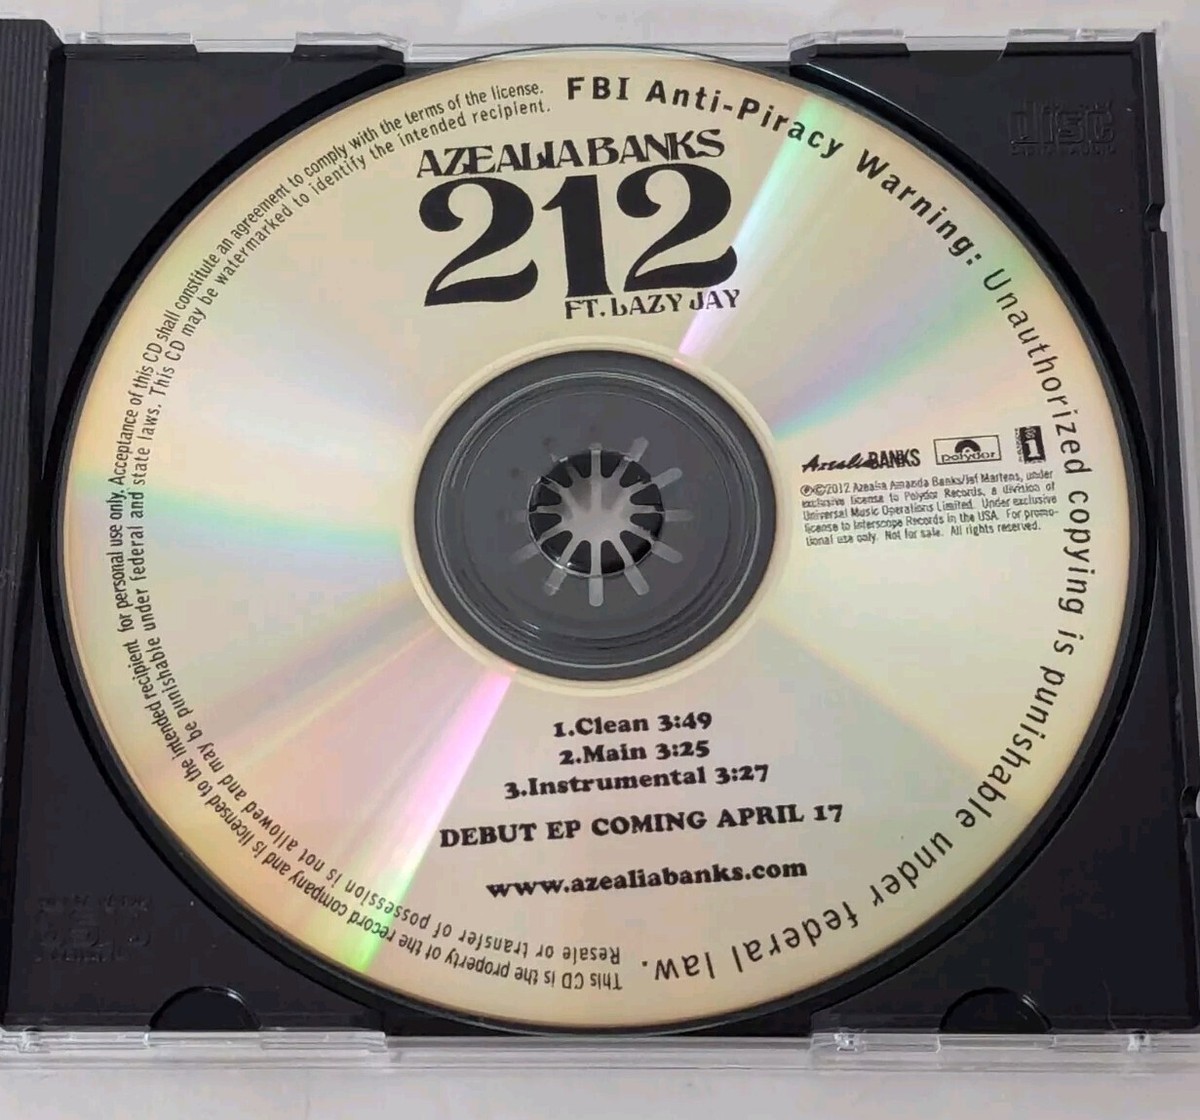 FBI Anti-Piracy Warning: Unauthorized copying is punishable under federal law.
This CD is the property of the record company and is licensed to the intended recipient for personal use only. Acceptance of this CD shall constitute an agreement to comply with the terms of the license.
Resale or transfer of possession is not allowed and may be punishable under federal and state laws. This CD may be watermarked to identify the intended recipient.
AZEALIA BANKS
212
FT. LAZY JAY
Azealia BANKS
polydor
℗©2012 Azealia Amanda Banks/Jef Martens, under
exclusive license to Polydor Records, a division of
Universal Music Operations Limited. Under exclusive
license to Interscope Records in the USA. For promo-
tional use only. Not for sale. All rights reserved.
1.Clean 3:49
2.Main 3:25
3.Instrumental 3:27
DEBUT EP COMING APRIL 17
www.azealiabanks.com
disc